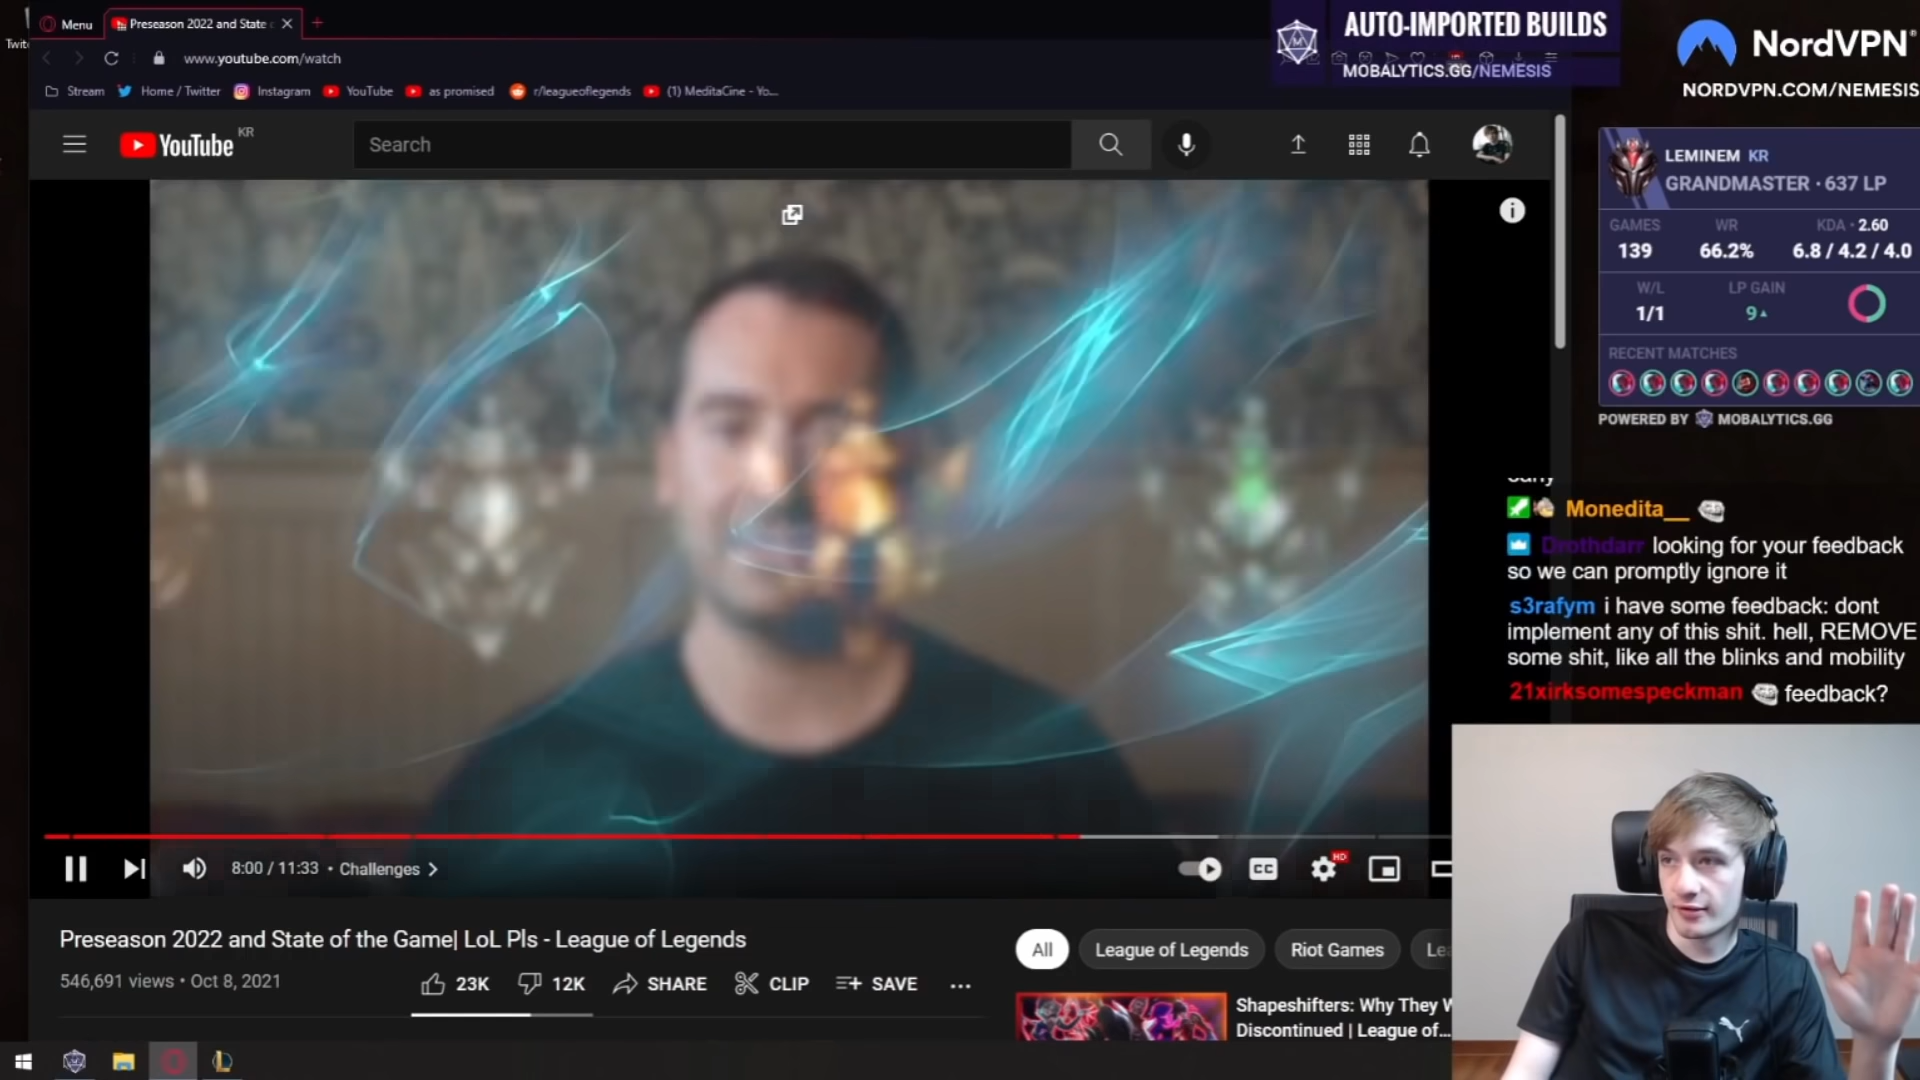 Menu
Preseason 2022 and State
www.youtube.com/watch
Stream
Home / Twitter
Instagram
YouTube
as promised
r/leagueoflegends
(1) MeditaCine - Yo...
AUTO-IMPORTED BUILDS
MOBALYTICS.GG/NEMESIS
NordVPN®
NORDVPN.COM/NEMESIS
YouTube KR
Search
LEMINEM KR
GRANDMASTER · 637 LP
GAMES WR KDA · 2.60
139 66.2% 6.8 / 4.2 / 4.0
W/L LP GAIN
1/1 9
RECENT MATCHES
POWERED BY MOBALYTICS.GG
Monedita__
Drothdarr looking for your feedback
so we can promptly ignore it
s3rafym i have some feedback: dont
implement any of this shit. hell, REMOVE
some shit, like all the blinks and mobility
21xirksomespeckman feedback?
8:00 / 11:33 • Challenges
CC
HD
Preseason 2022 and State of the Game| LoL Pls - League of Legends
546,691 views • Oct 8, 2021
23K
12K
SHARE
CLIP
SAVE
All
League of Legends
Riot Games
Shapeshifters: Why They
Discontinued | League of...